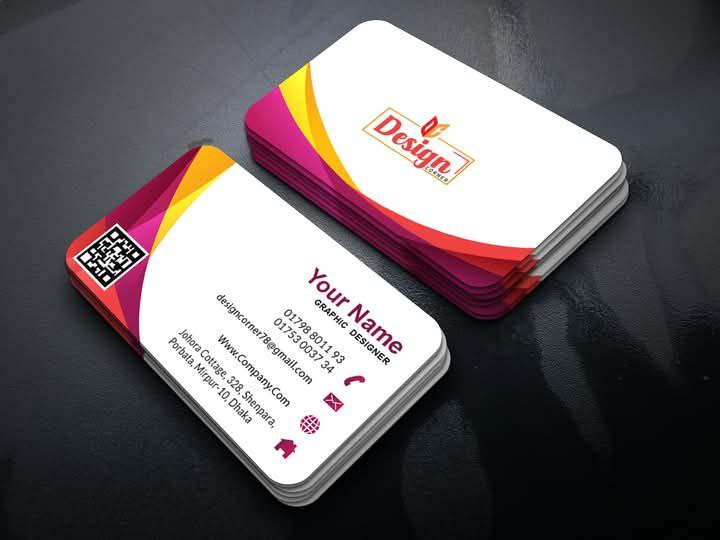 Design
CORNER
Your Name
GRAPHIC DESIGNER
01798 8011 93
01753 0037 34
designcorner78@gmail.com
Www.Company.Com
Johora Cottage, 328, Shenpara,
Porbata, Mirpur-10, Dhaka